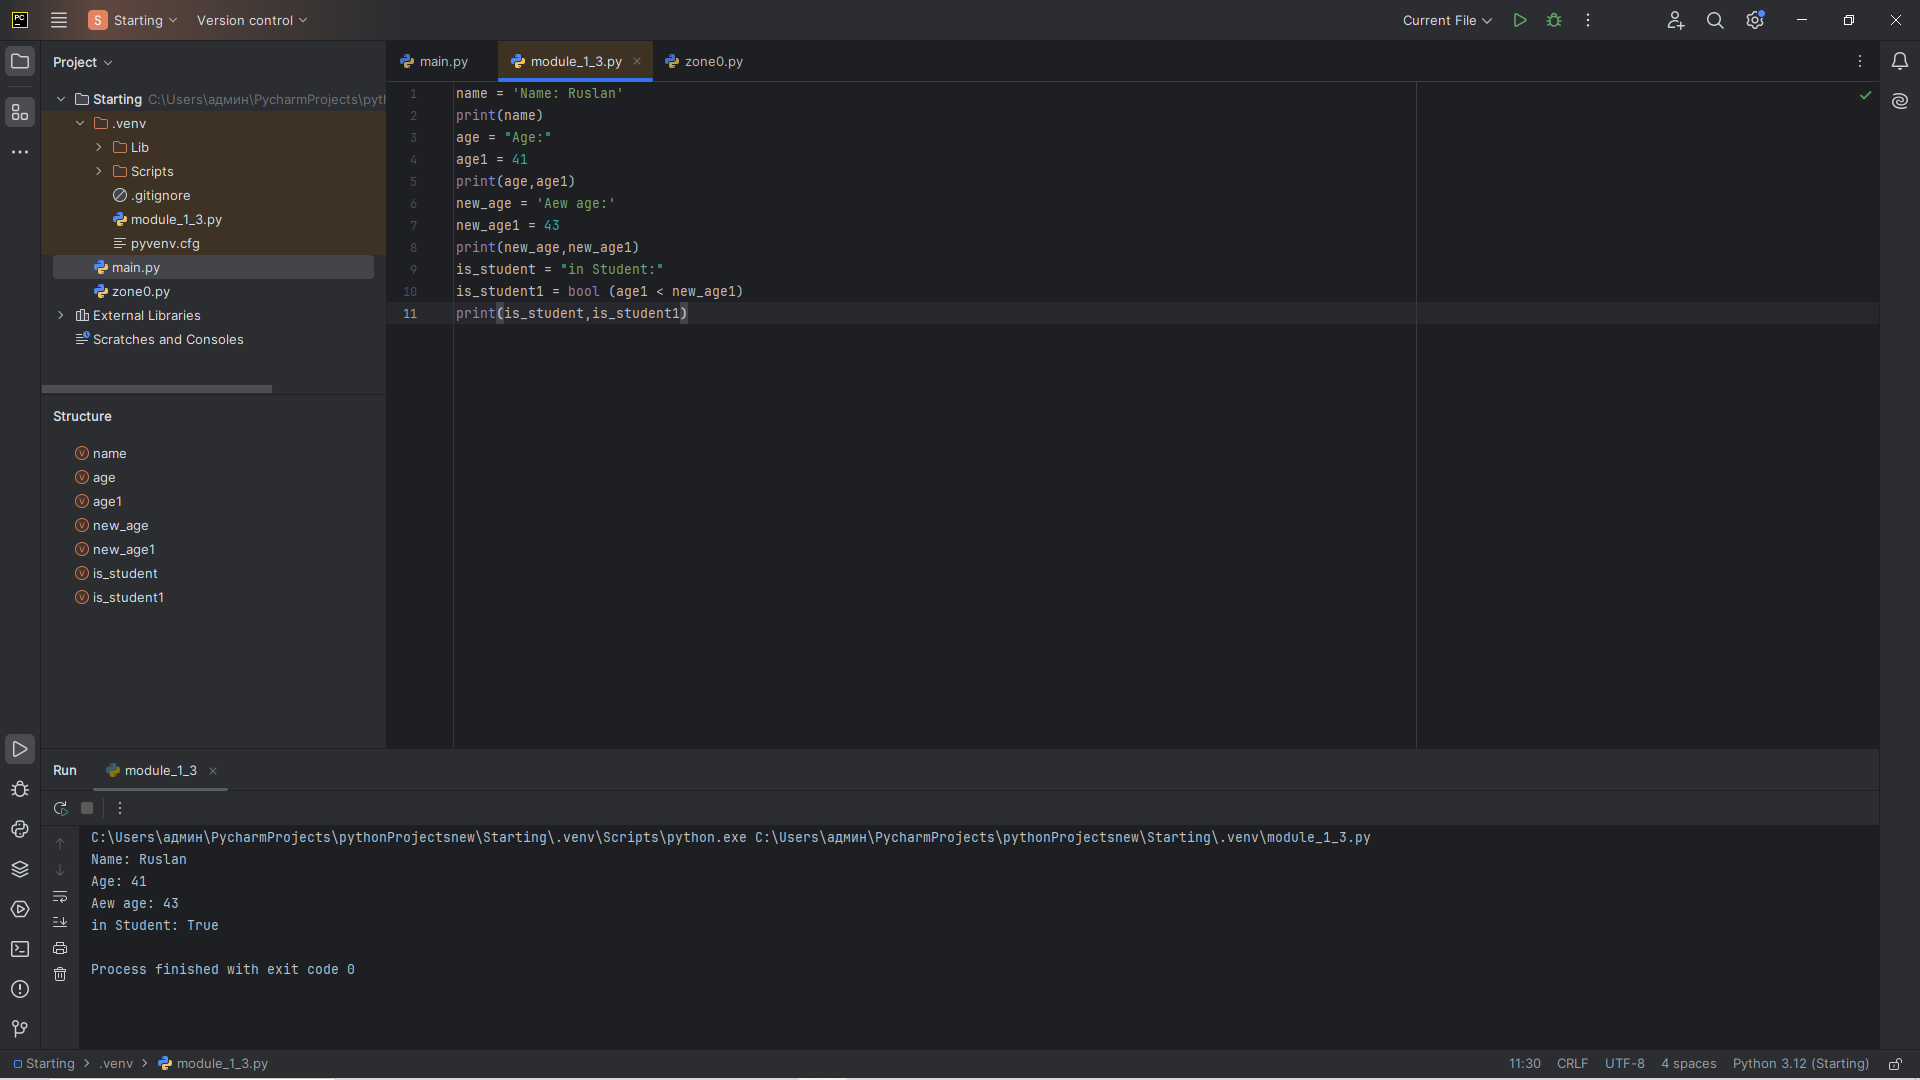 PC S Starting Version control Current File
Project
main.py module_1_3.py zone0.py
Starting C:\Users\админ\PycharmProjects\pyth
.venv
Lib
Scripts
.gitignore
module_1_3.py
pyvenv.cfg
main.py
zone0.py
External Libraries
Scratches and Consoles
1 name = 'Name: Ruslan'
2 print(name)
3 age = "Age:"
4 age1 = 41
5 print(age,age1)
6 new_age = 'Aew age:'
7 new_age1 = 43
8 print(new_age,new_age1)
9 is_student = "in Student:"
10 is_student1 = bool (age1 < new_age1)
11 print(is_student,is_student1)
Structure
name
age
age1
new_age
new_age1
is_student
is_student1
Run module_1_3
C:\Users\админ\PycharmProjects\pythonProjectsnew\Starting\.venv\Scripts\python.exe C:\Users\админ\PycharmProjects\pythonProjectsnew\Starting\.venv\module_1_3.py
Name: Ruslan
Age: 41
Aew age: 43
in Student: True
Process finished with exit code 0
Starting .venv module_1_3.py 11:30 CRLF UTF-8 4 spaces Python 3.12 (Starting)